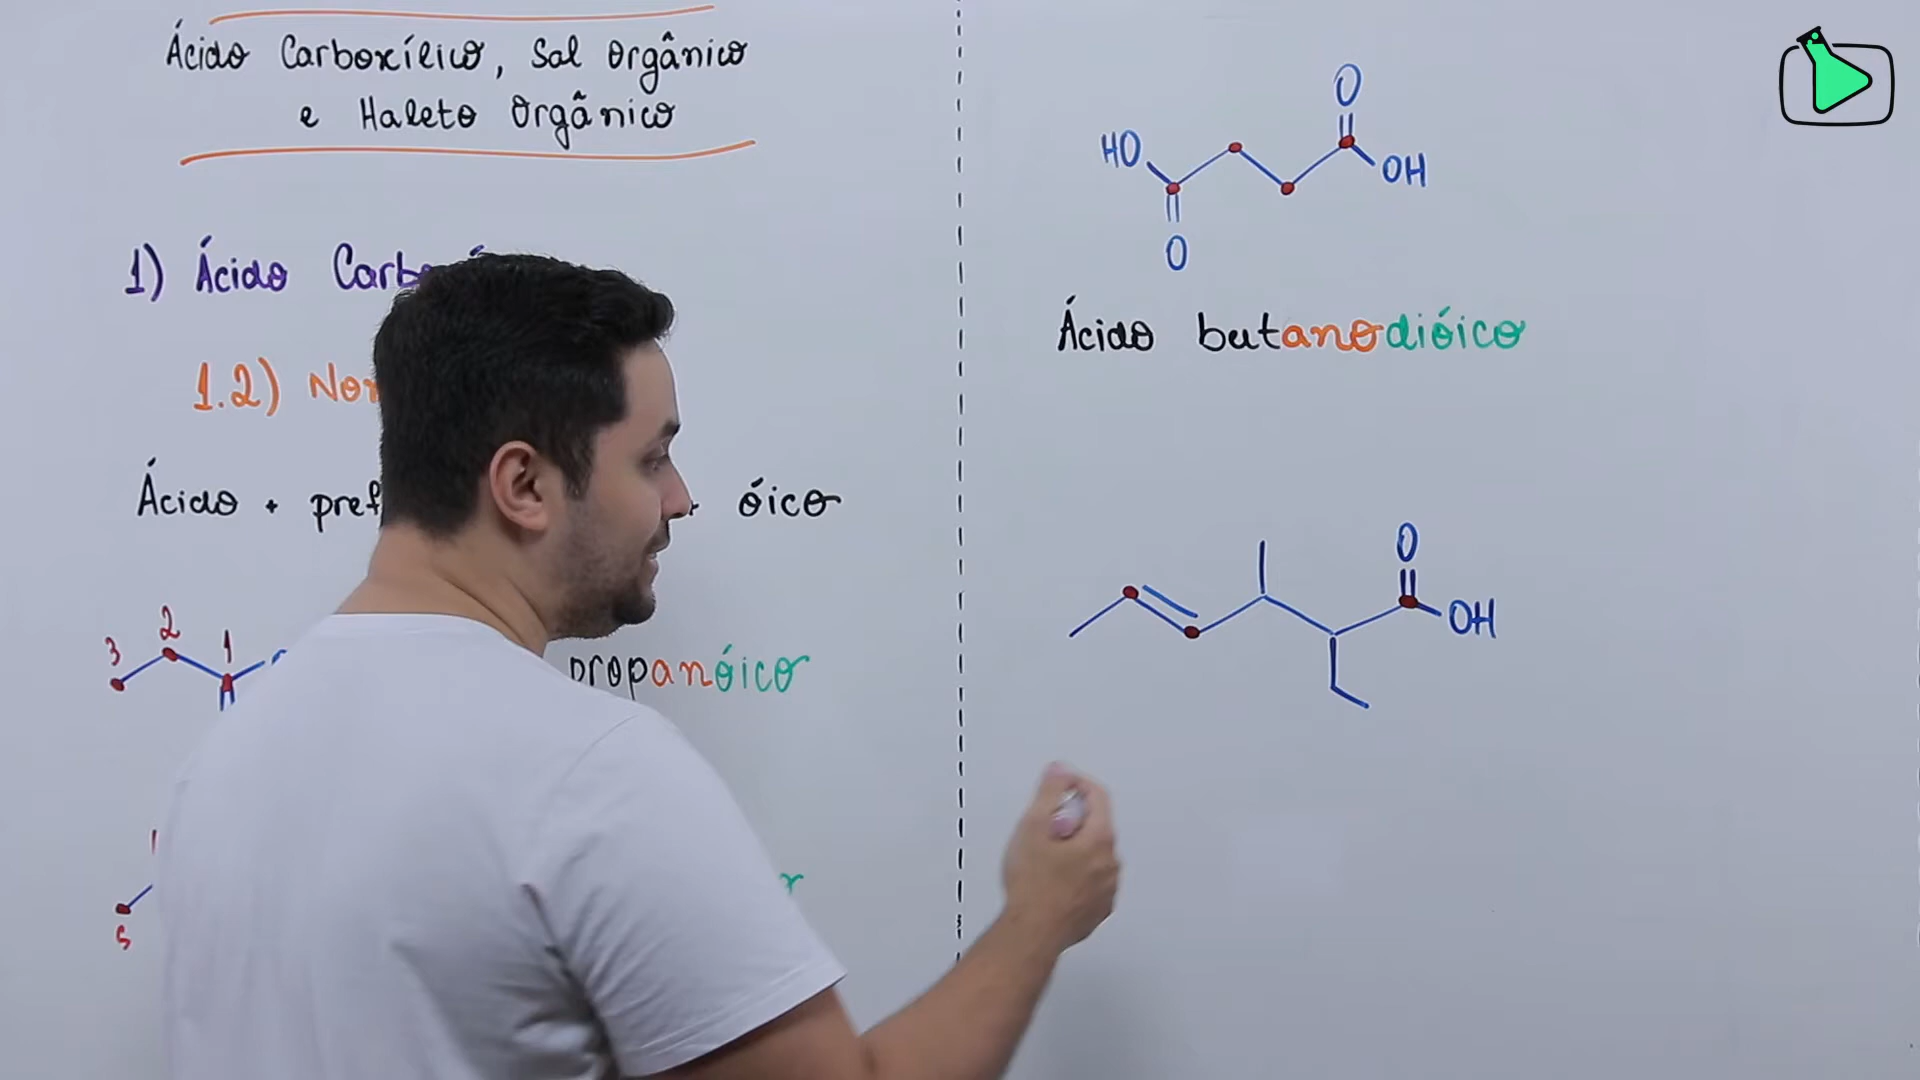 Ácido Carboxílico, Sal Orgânico
e Haleto Orgânico
1) Ácido
1.2)
Ácido + + óico
3 2 1
propanóico
5
O
HO
OH
O
Ácido butanodióico
O
OH